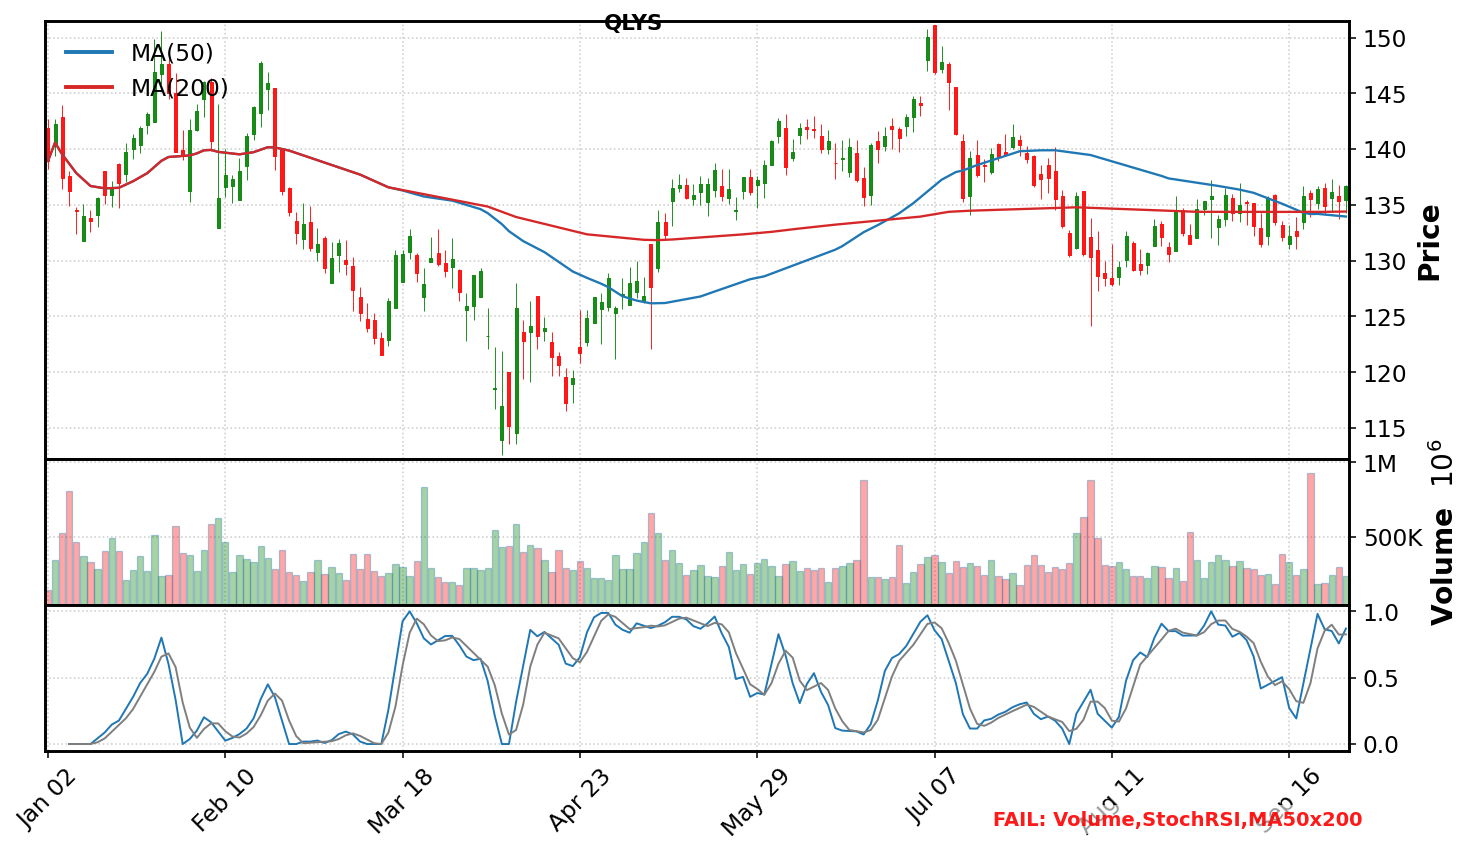 QLYS
MA(50)
MA(200)
150
145
140
135
130
125
120
115
Price
1M
500K
Volume 10^6
1.0
0.5
0.0
Jan 02
Feb 10
Mar 18
Apr 23
May 29
Jul 07
Aug 11
Sep 16
FAIL: Volume,StochRSI,MA50x200